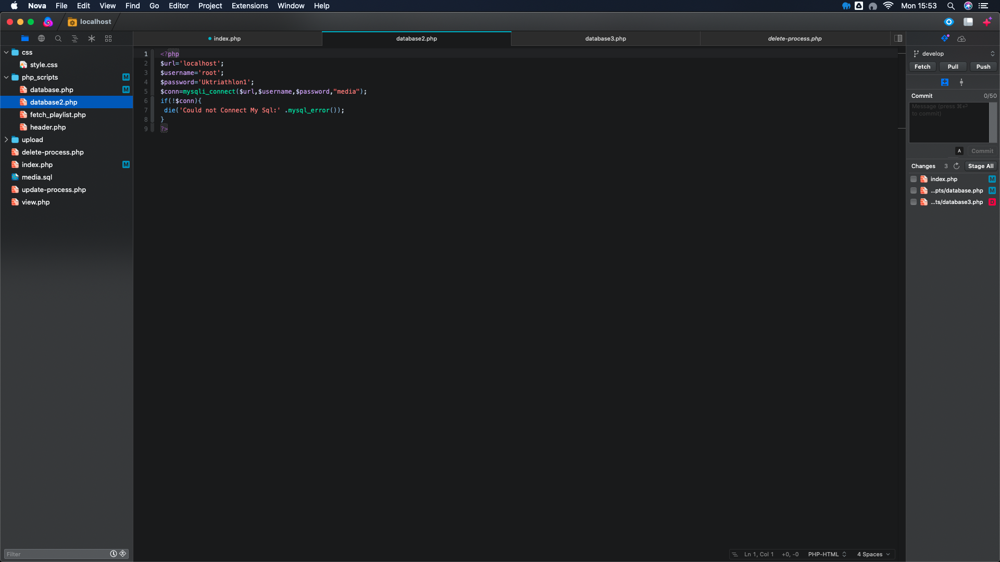 Nova File Edit View Find Go Editor Project Extensions Window Help Mon 15:53
localhost
index.php database2.php database3.php delete-process.php
css
style.css
php_scripts M
database.php M
database2.php
fetch_playlist.php
header.php
upload
delete-process.php
index.php M
media.sql
update-process.php
view.php
Filter
1 <?php
2 $url='localhost';
3 $username='root';
4 $password='Uktriathlon1';
5 $conn=mysqli_connect($url,$username,$password,"media");
6 if(!$conn){
7 die('Could not Connect My Sql:' .mysql_error());
8 }
9 ?>
develop
Fetch Pull Push
Commit 0/50
Message (press ⌘⏎
to commit)
A Commit
Changes 3 Stage All
index.php M
...pts/database.php M
...ts/database3.php D
Ln 1, Col 1 +0, -0 PHP-HTML 4 Spaces